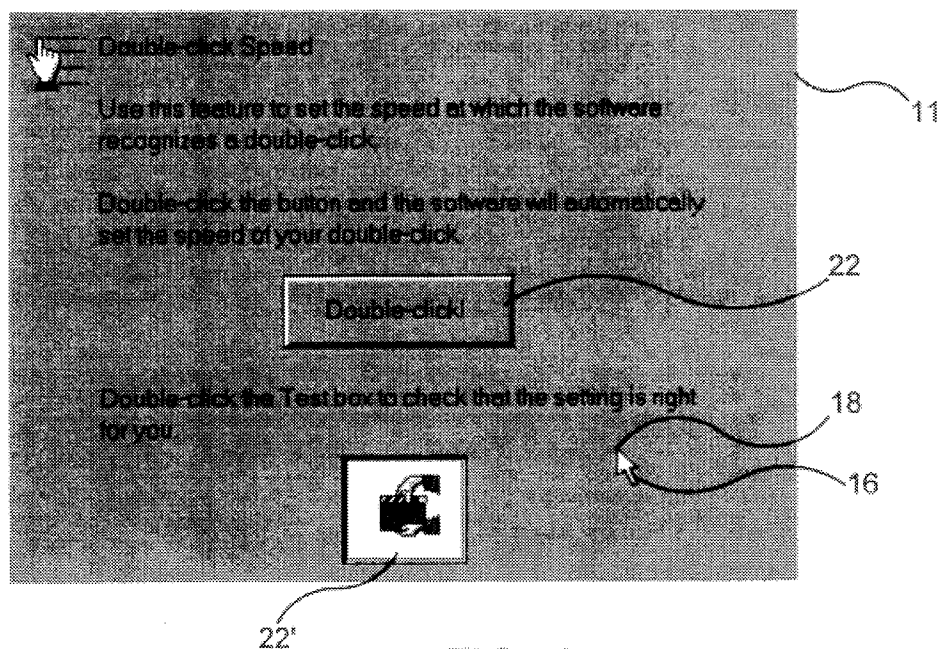 Double-click Speed
11
Use this feature to set the speed at which the software
recognizes a double-click.
Double-click the button and the software will automatically
set the speed of your double-click.
22
Double-click!
Double-click the Test box to check that the setting is right
for you.
18
16
22'